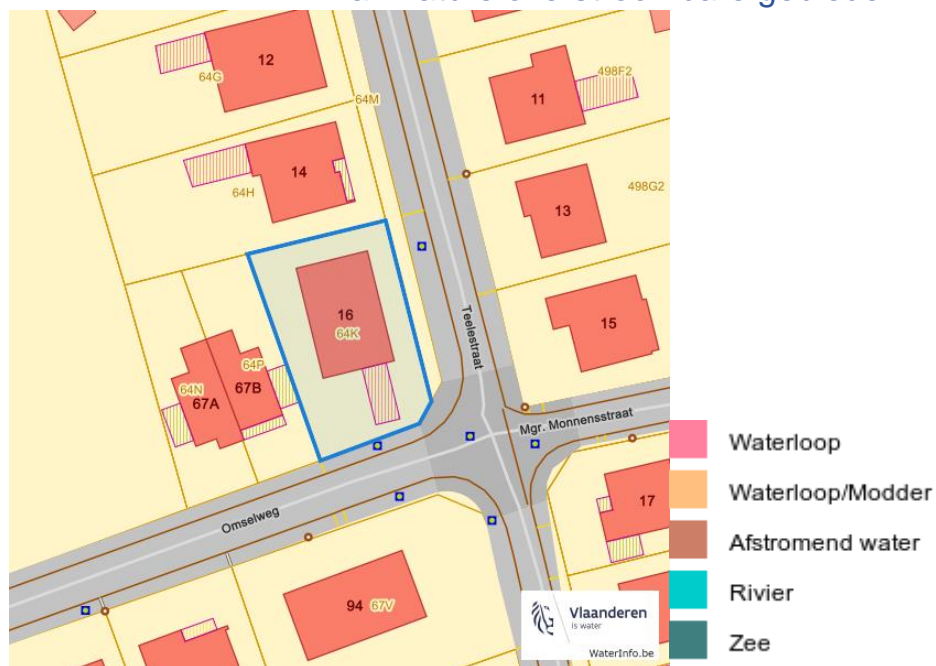 12
64G
64M
11
498F2
14
64H
13
498G2
16
64K
Teelestraat
15
64P
64N
67B
67A
Mgr. Monnensstraat
Omselweg
17
94
67V
Vlaanderen
is water
WaterInfo.be
Waterloop
Waterloop/Modder
Afstromend water
Rivier
Zee